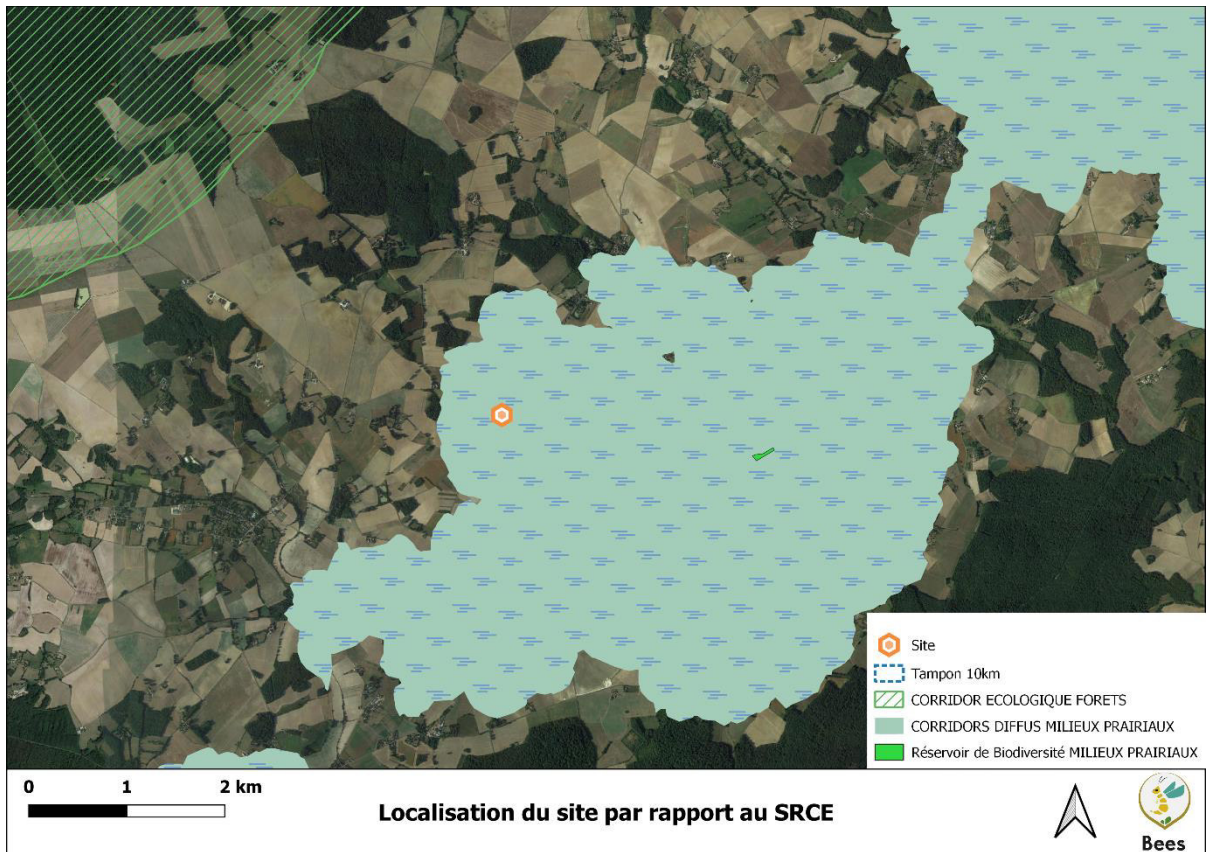 Site
Tampon 10km
CORRIDOR ECOLOGIQUE FORETS
CORRIDORS DIFFUS MILIEUX PRAIRIAUX
Réservoir de Biodiversité MILIEUX PRAIRIAUX
0 1 2 km
Localisation du site par rapport au SRCE
Bees